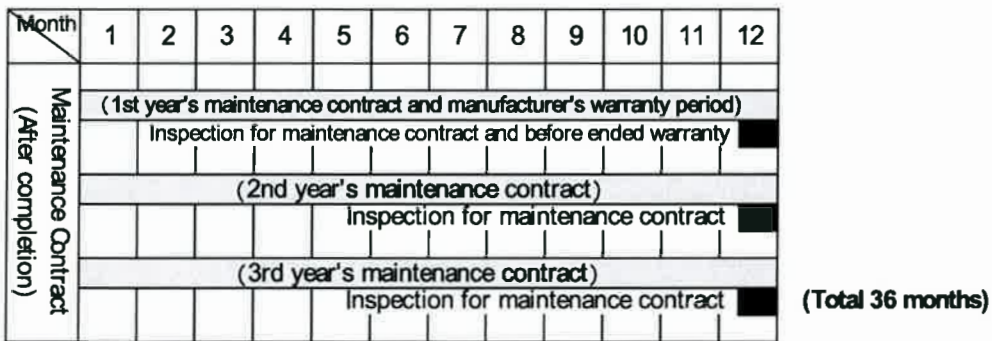 Month 1 2 3 4 5 6 7 8 9 10 11 12
Maintenance Contract
(After completion)
(1st year's maintenance contract and manufacturer's warranty period)
Inspection for maintenance contract and before ended warranty
(2nd year's maintenance contract)
Inspection for maintenance contract
(3rd year's maintenance contract)
Inspection for maintenance contract
(Total 36 months)